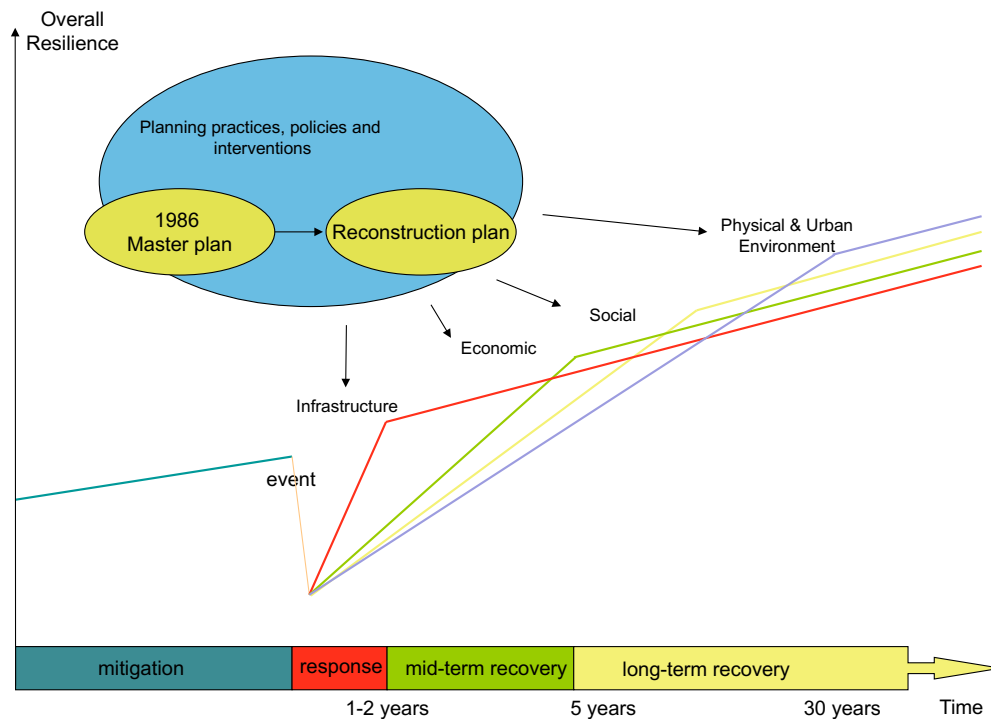 Overall
Resilience
Planning practices, policies and
interventions
1986
Master plan
Reconstruction plan
Physical & Urban
Environment
Social
Economic
Infrastructure
event
mitigation
response
mid-term recovery
long-term recovery
1-2 years
5 years
30 years
Time